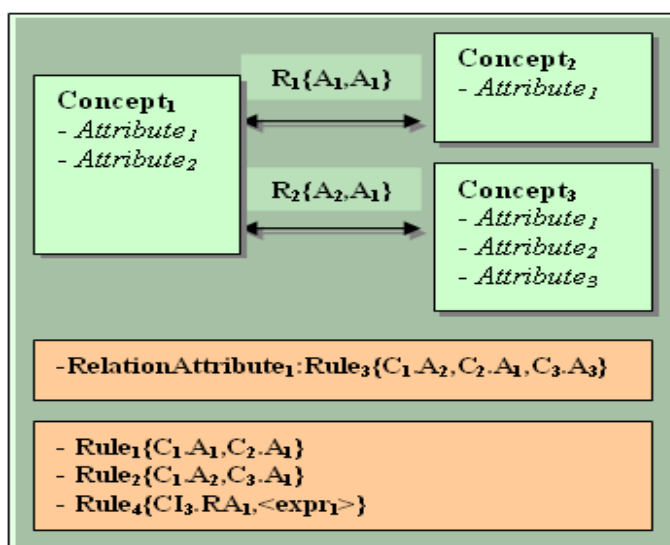 Concept₁
- Attribute₁
- Attribute₂
R₁{A₁,A₁}
R₂{A₂,A₁}
Concept₂
- Attribute₁
Concept₃
- Attribute₁
- Attribute₂
- Attribute₃
-RelationAttribute₁:Rule₃{C₁.A₂,C₂.A₁,C₃.A₃}
- Rule₁{C₁.A₁,C₂.A₁}
- Rule₂{C₁.A₂,C₃.A₁}
- Rule₄{CI₃.RA₁,<expr₁>}